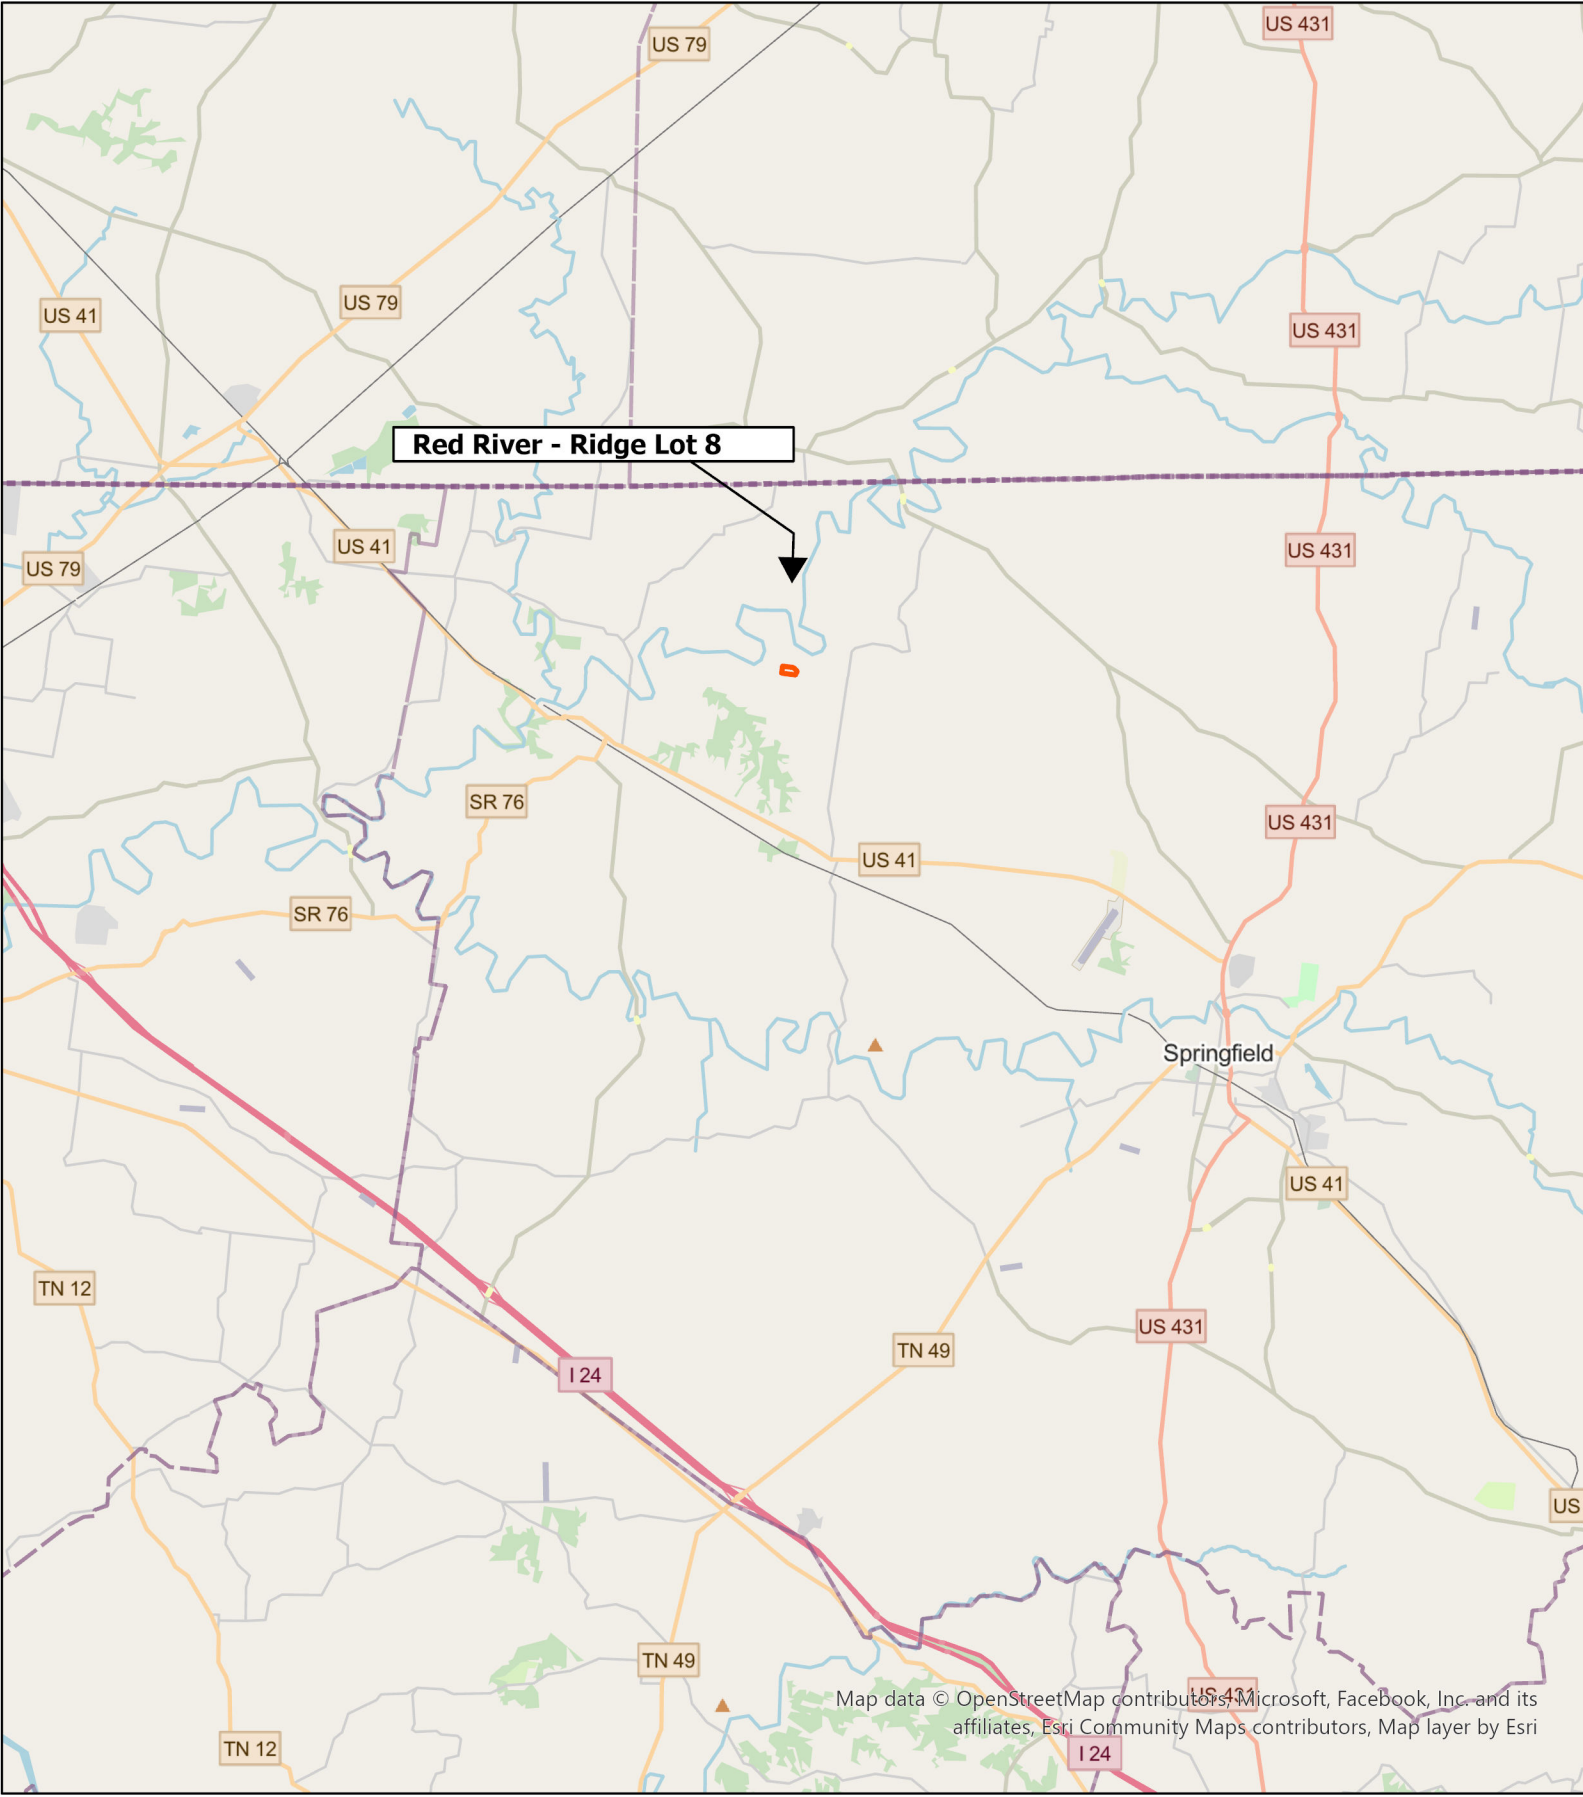 US 79
US 431
US 79
US 41
US 431
Red River - Ridge Lot 8
US 41
US 431
US 79
SR 76
US 431
US 41
SR 76
Springfield
US 41
TN 12
US 431
TN 49
I 24
US
TN 49
US 431
Map data © OpenStreetMap contributors, Microsoft, Facebook, Inc. and its
affiliates, Esri Community Maps contributors, Map layer by Esri
TN 12
I 24